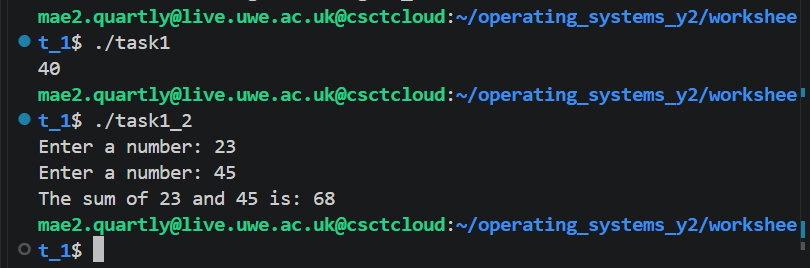 mae2.quartly@live.uwe.ac.uk@csctcloud:~/operating_systems_y2/workshee
t_1$ ./task1
40
mae2.quartly@live.uwe.ac.uk@csctcloud:~/operating_systems_y2/workshee
t_1$ ./task1_2
Enter a number: 23
Enter a number: 45
The sum of 23 and 45 is: 68
mae2.quartly@live.uwe.ac.uk@csctcloud:~/operating_systems_y2/workshee
t_1$